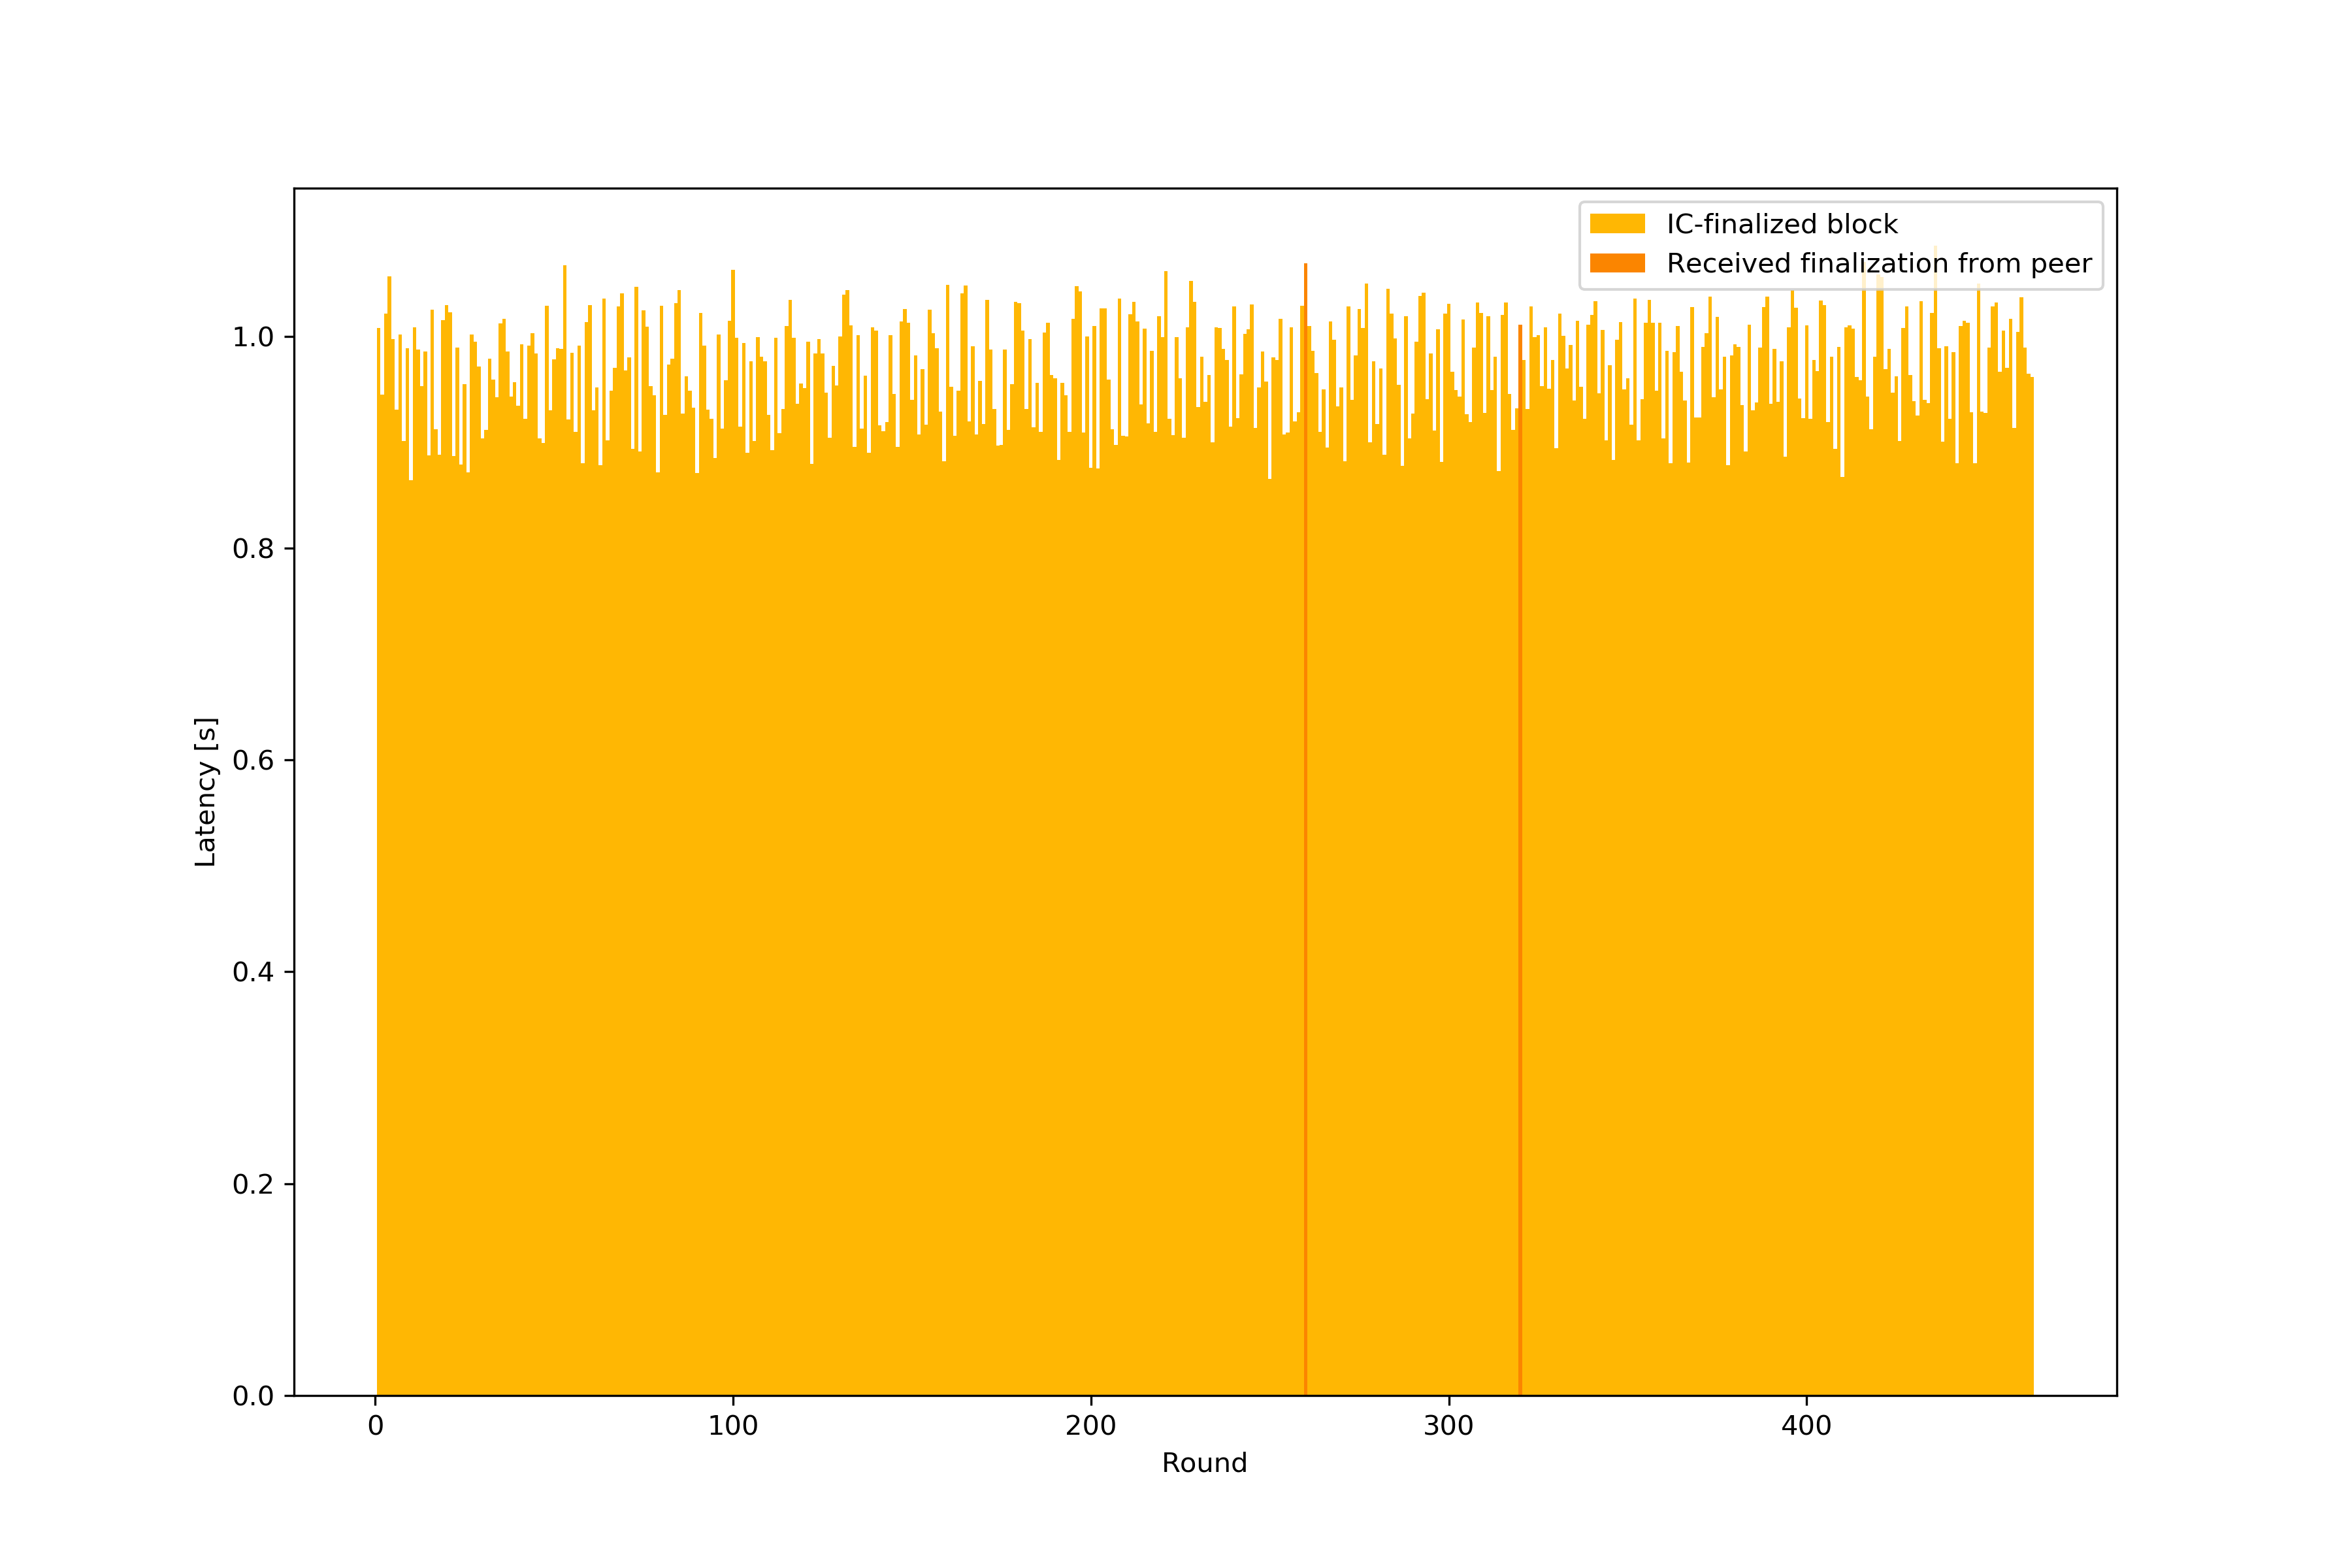 IC-finalized block
Received finalization from peer
1.0
0.8
0.6
0.4
0.2
0.0
Latency [s]
0 100 200 300 400
Round